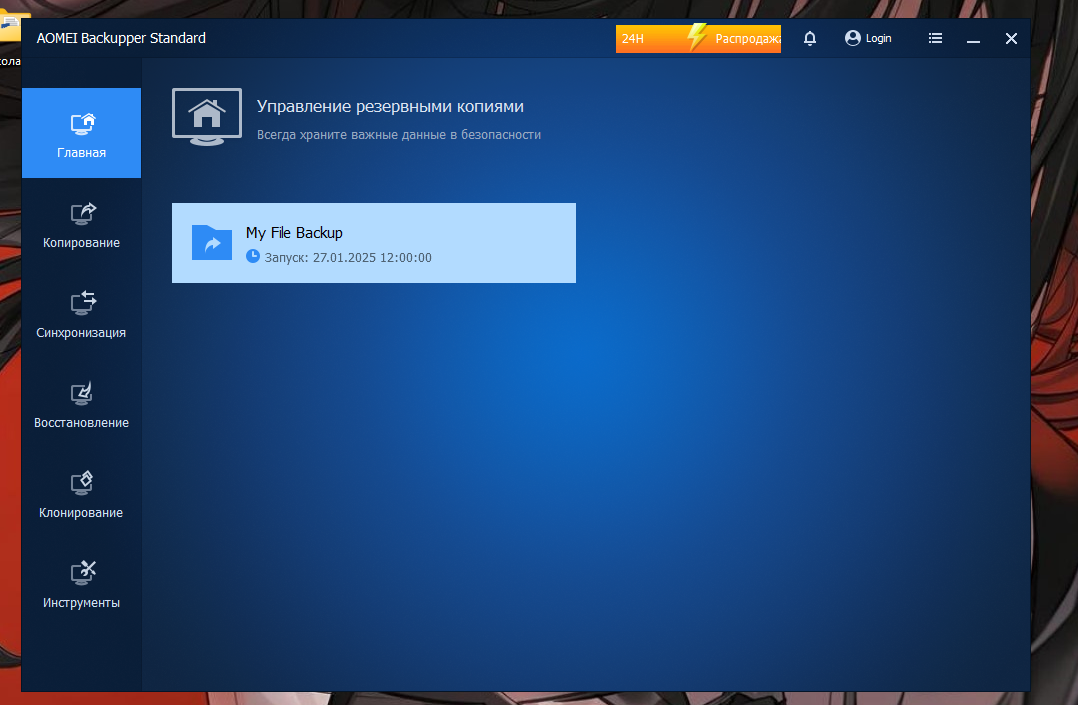 AOMEI Backupper Standard
24H Распродаж
Login
Главная
Управление резервными копиями
Всегда храните важные данные в безопасности
Копирование
My File Backup
Запуск: 27.01.2025 12:00:00
Синхронизация
Восстановление
Клонирование
Инструменты